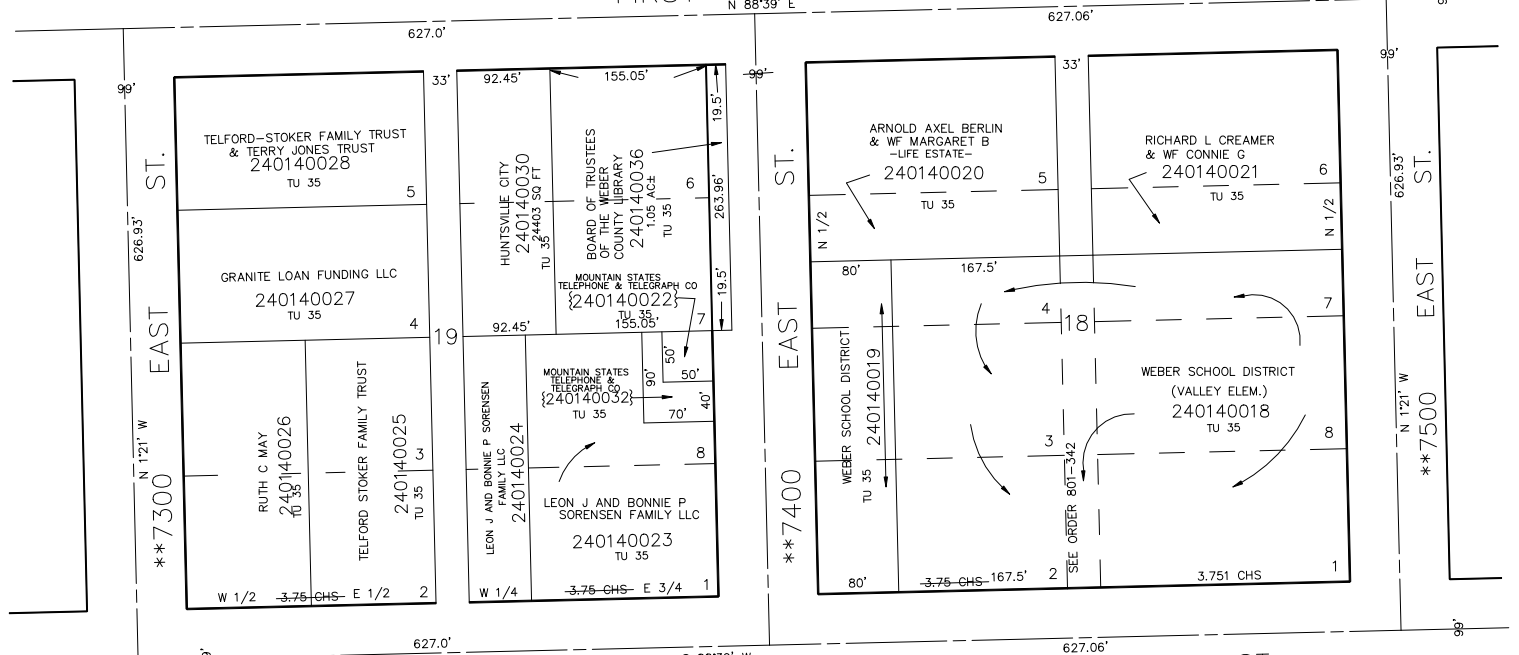 N 88°39' E
627.0'
627.06'
99'
33'
92.45'
155.05'
99'
33'
99'
19.5'
TELFORD-STOKER FAMILY TRUST
& TERRY JONES TRUST
240140028
TU 35
5
ST.
HUNTSVILLE CITY
240140030
24403 SQ FT
TU 35
BOARD OF TRUSTEES
OF THE WEBER
COUNTY LIBRARY
240140036
1.05 AC±
TU 35
6
263.96'
19.5'
ST.
ARNOLD AXEL BERLIN
& WF MARGARET B
-LIFE ESTATE-
240140020
TU 35
5
N 1/2
RICHARD L CREAMER
& WF CONNIE G
240140021
TU 35
6
N 1/2
626.93'
ST.
626.93'
GRANITE LOAN FUNDING LLC
240140027
TU 35
4
EAST
MOUNTAIN STATES
TELEPHONE & TELEGRAPH CO
{240140022}
TU 35
7
92.45'
155.05'
19
EAST
80'
167.5'
4
18
7
EAST
MOUNTAIN STATES
TELEPHONE &
TELEGRAPH CO
{240140032}
TU 35
90'
50'
50'
40'
70'
WEBER SCHOOL DISTRICT
240140019
TU 35
WEBER SCHOOL DISTRICT
(VALLEY ELEM.)
240140018
TU 35
8
3
SEE ORDER 801-342
N 1°21' W
**7300
RUTH C MAY
240140026
TU 35
TELFORD STOKER FAMILY TRUST
240140025
TU 35
3
LEON J AND BONNIE P SORENSEN
FAMILY LLC
240140024
8
LEON J AND BONNIE P
SORENSEN FAMILY LLC
240140023
TU 35
**7400
N 1°21' W
**7500
W 1/2
3.75 CHS
E 1/2
2
W 1/4
3.75 CHS
E 3/4
1
80'
3.75 CHS
167.5'
2
3.751 CHS
1
627.0'
627.06'
99'